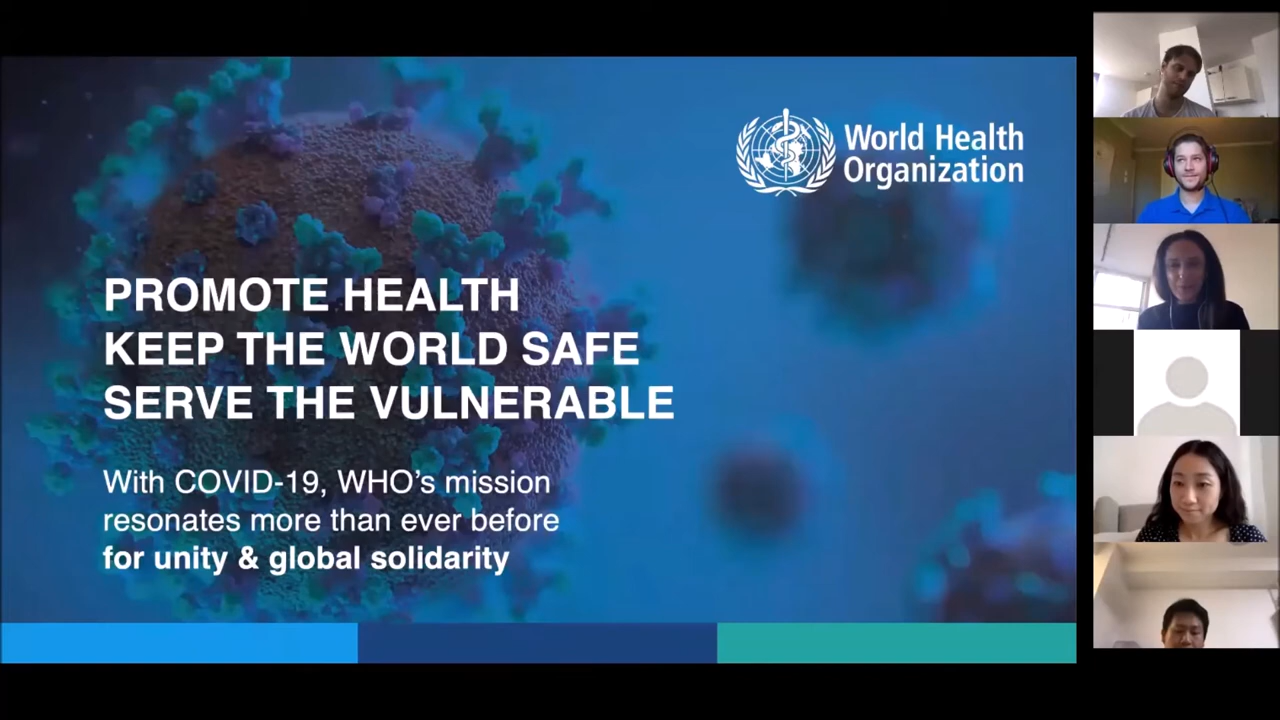 World Health
Organization
PROMOTE HEALTH
KEEP THE WORLD SAFE
SERVE THE VULNERABLE
With COVID-19, WHO's mission
resonates more than ever before
for unity & global solidarity